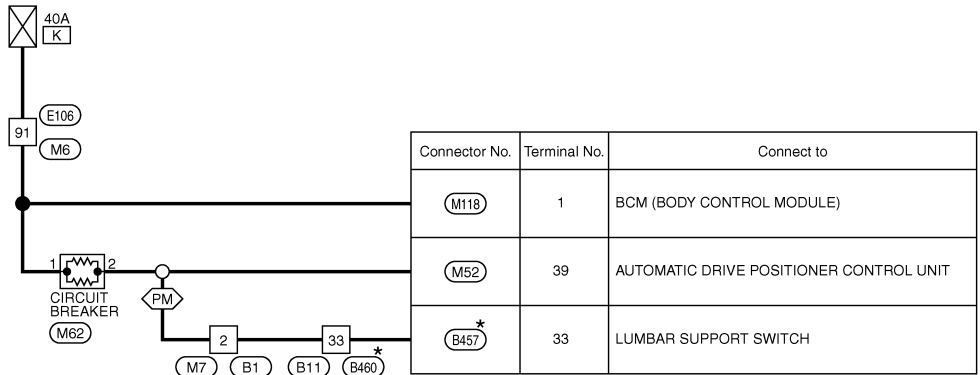 40A
K
E106
91
M6
Connector No. Terminal No. Connect to
M118 1 BCM (BODY CONTROL MODULE)
1 2
M52 39 AUTOMATIC DRIVE POSITIONER CONTROL UNIT
CIRCUIT
BREAKER
PM
M62
*
2 33 B457 33 LUMBAR SUPPORT SWITCH
*
M7 B1 B11 B460